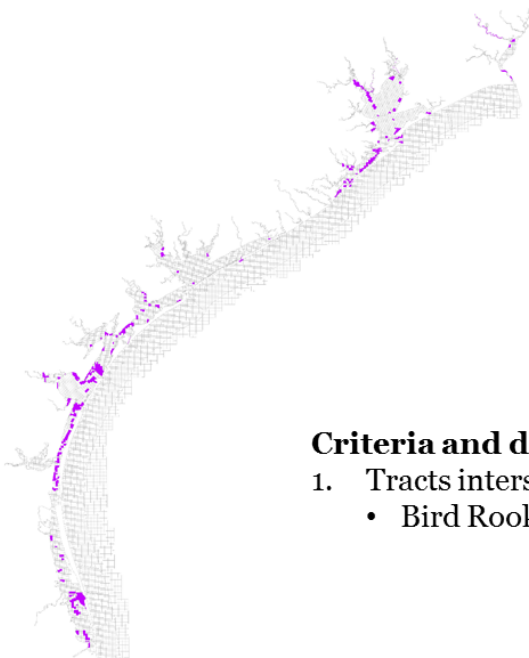 Criteria and d
1. Tracts inters
• Bird Rook